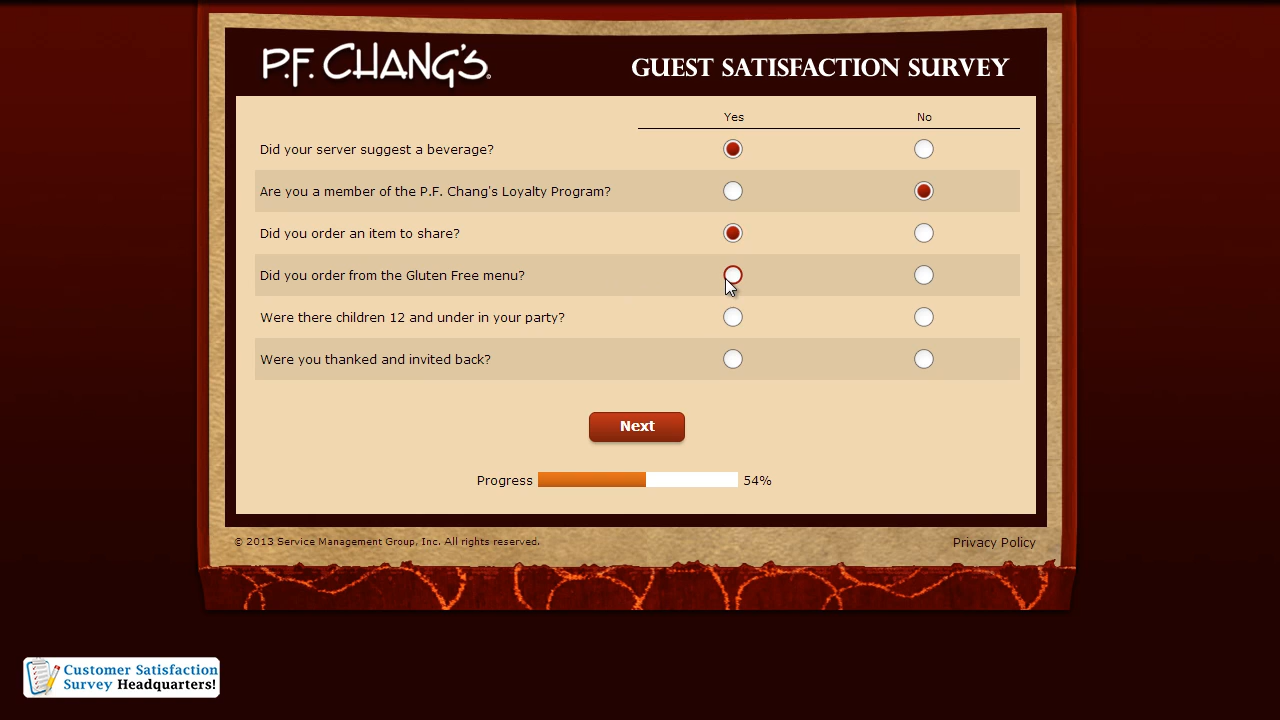 P.F. CHANG'S®
GUEST SATISFACTION SURVEY
Yes No
Did your server suggest a beverage?
Are you a member of the P.F. Chang's Loyalty Program?
Did you order an item to share?
Did you order from the Gluten Free menu?
Were there children 12 and under in your party?
Were you thanked and invited back?
Next
Progress 54%
© 2013 Service Management Group, Inc. All rights reserved.
Privacy Policy
Customer Satisfaction
Survey Headquarters!